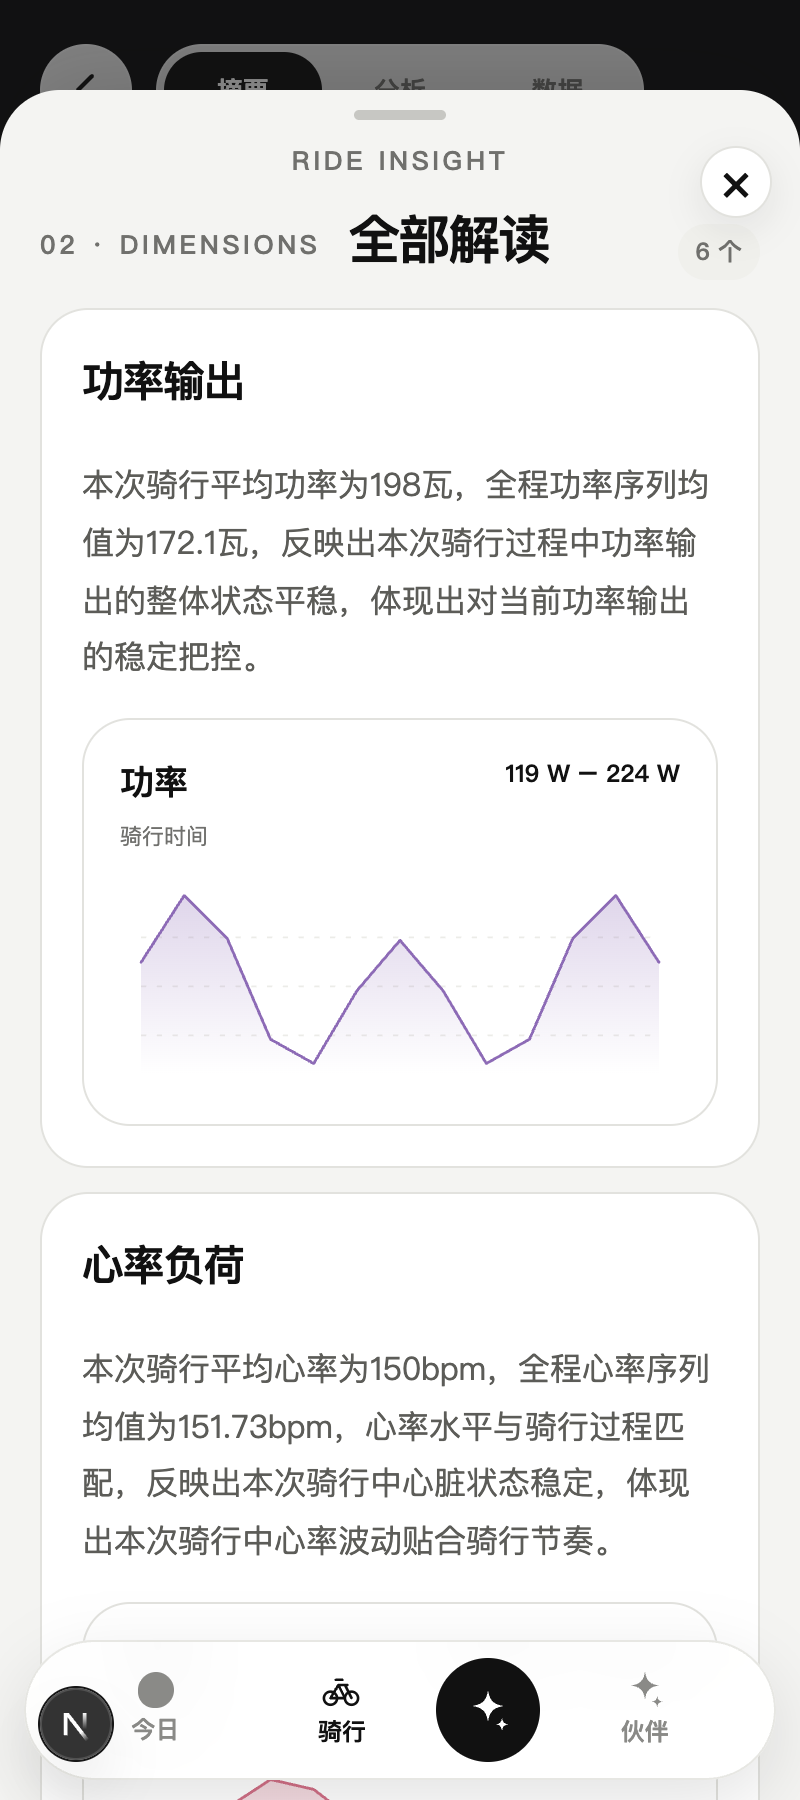 摘要 分析 数据
RIDE INSIGHT
02 · DIMENSIONS 全部解读
6 个
功率输出
本次骑行平均功率为198瓦，全程功率序列均
值为172.1瓦，反映出本次骑行过程中功率输
出的整体状态平稳，体现出对当前功率输出
的稳定把控。
功率
119 W — 224 W
骑行时间
心率负荷
本次骑行平均心率为150bpm，全程心率序列
均值为151.73bpm，心率水平与骑行过程匹
配，反映出本次骑行中心脏状态稳定，体现
出本次骑行中心率波动贴合骑行节奏。
N
今日
骑行
伙伴